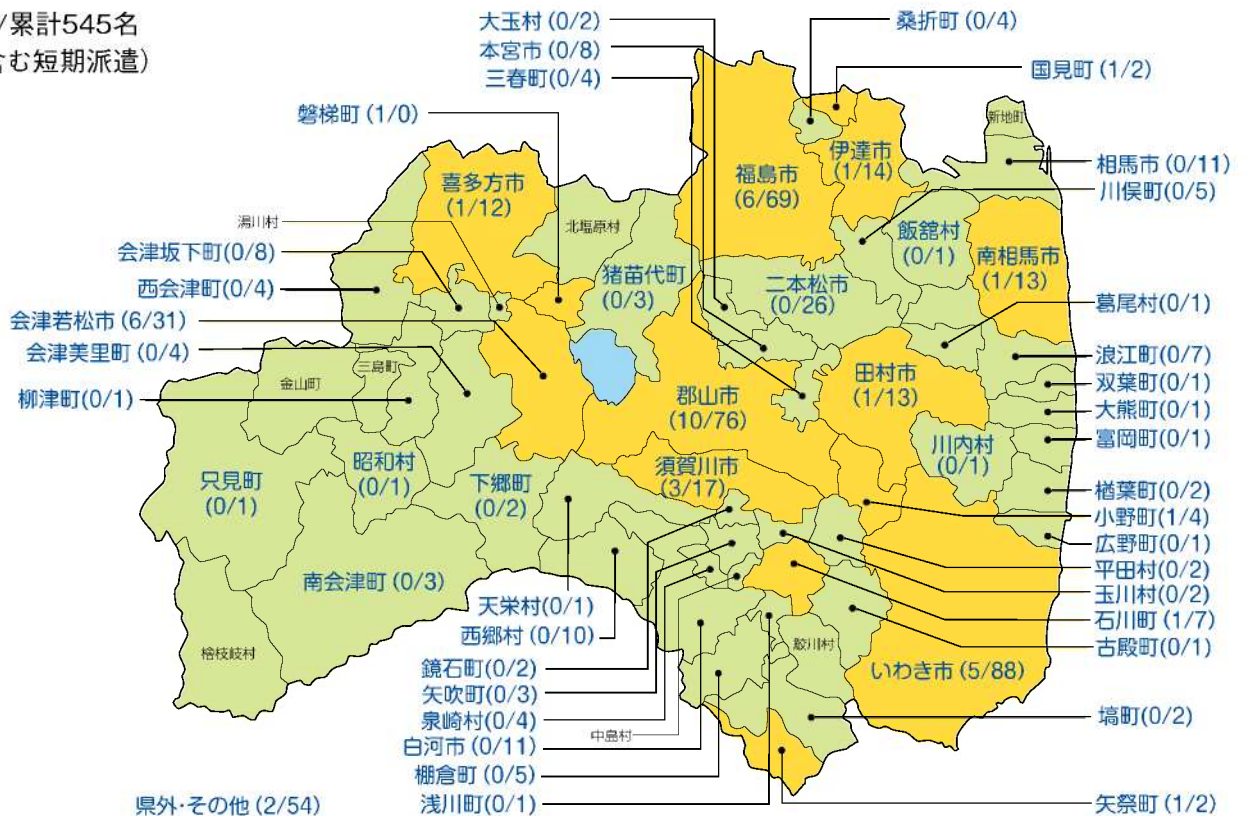 /累計545名
含む短期派遣)
大玉村(0/2)
本宮市(0/8)
三春町(0/4)
桑折町(0/4)
国見町(1/2)
磐梯町(1/0)
新地町
相馬市(0/11)
川俣町(0/5)
喜多方市
(1/12)
福島市
(6/69)
伊達市
(1/14)
湯川村
北塩原村
飯舘村
(0/1)
南相馬市
(1/13)
会津坂下町(0/8)
西会津町(0/4)
会津若松市(6/31)
会津美里町(0/4)
柳津町(0/1)
猪苗代町
(0/3)
二本松市
(0/26)
葛尾村(0/1)
浪江町(0/7)
双葉町(0/1)
大熊町(0/1)
富岡町(0/1)
楢葉町(0/2)
小野町(1/4)
広野町(0/1)
平田村(0/2)
玉川村(0/2)
石川町(1/7)
古殿町(0/1)
金山町
三島町
郡山市
(10/76)
田村市
(1/13)
川内村
(0/1)
只見町
(0/1)
昭和村
(0/1)
下郷町
(0/2)
須賀川市
(3/17)
南会津町(0/3)
檜枝岐村
天栄村(0/1)
西郷村(0/10)
鏡石町(0/2)
矢吹町(0/3)
泉崎村(0/4)
中島村
白河市(0/11)
棚倉町(0/5)
浅川町(0/1)
鮫川村
いわき市(5/88)
塙町(0/2)
矢祭町(1/2)
県外・その他(2/54)